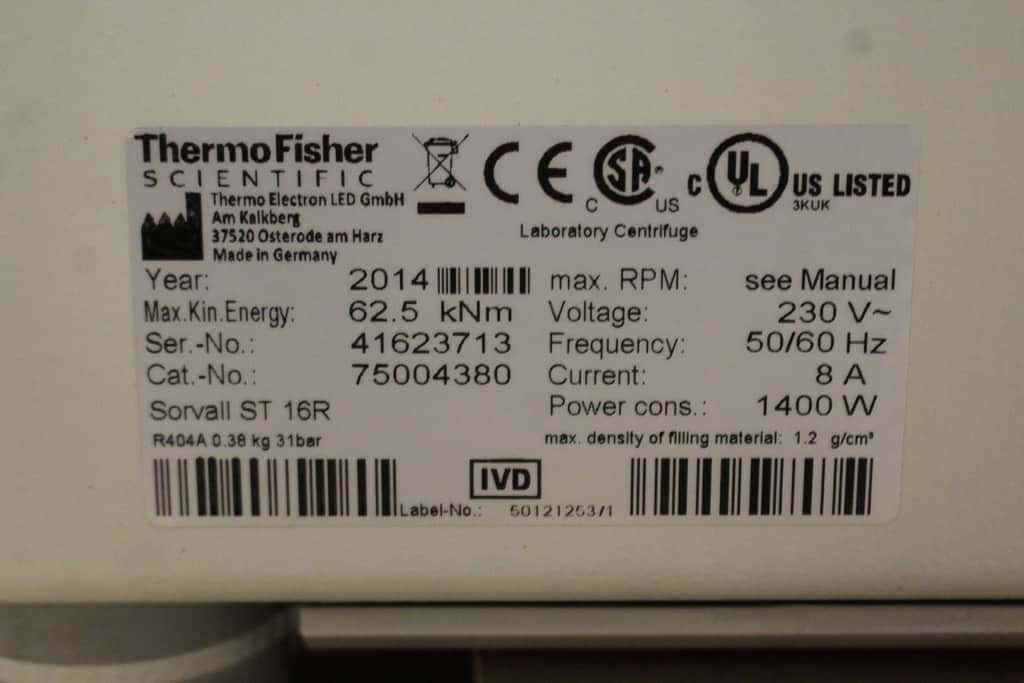 ThermoFisher
SCIENTIFIC
Thermo Electron LED GmbH
Am Kalkberg
37520 Osterode am Harz
Made in Germany
CE
C SA US
C UL US LISTED
3KUK
Laboratory Centrifuge
Year: 2014
Max.Kin.Energy: 62.5 kNm
Ser.-No.: 41623713
Cat.-No.: 75004380
Sorvall ST 16R
R404A 0.38 kg 31bar
max. RPM: see Manual
Voltage: 230 V~
Frequency: 50/60 Hz
Current: 8 A
Power cons.: 1400 W
max. density of filling material: 1.2 g/cm³
IVD
Label-No.: 50121253/1